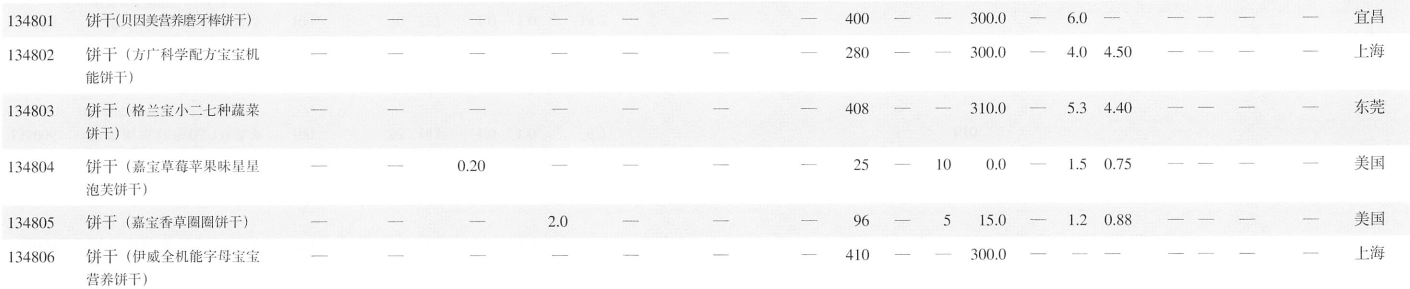 134801 饼干(贝因美营养磨牙棒饼干) — — — — — — — 400 — — 300.0 — 6.0 — — — — — 宜昌
134802 饼干（方广科学配方宝宝机 — — — — — — — 280 — — 300.0 — 4.0 4.50 — — — — 上海
能饼干）
134803 饼干（格兰宝小二七种蔬菜 — — — — — — — 408 — — 310.0 — 5.3 4.40 — — — — 东莞
饼干）
134804 饼干（嘉宝草莓苹果味星星 — — 0.20 — — — — 25 — 10 0.0 — 1.5 0.75 — — — — 美国
泡芙饼干）
134805 饼干（嘉宝香草圈圈饼干） — — — 2.0 — — — 96 — 5 15.0 — 1.2 0.88 — — — — 美国
134806 饼干（伊威全机能字母宝宝 — — — — — — — 410 — — 300.0 — — — — — — — 上海
营养饼干）